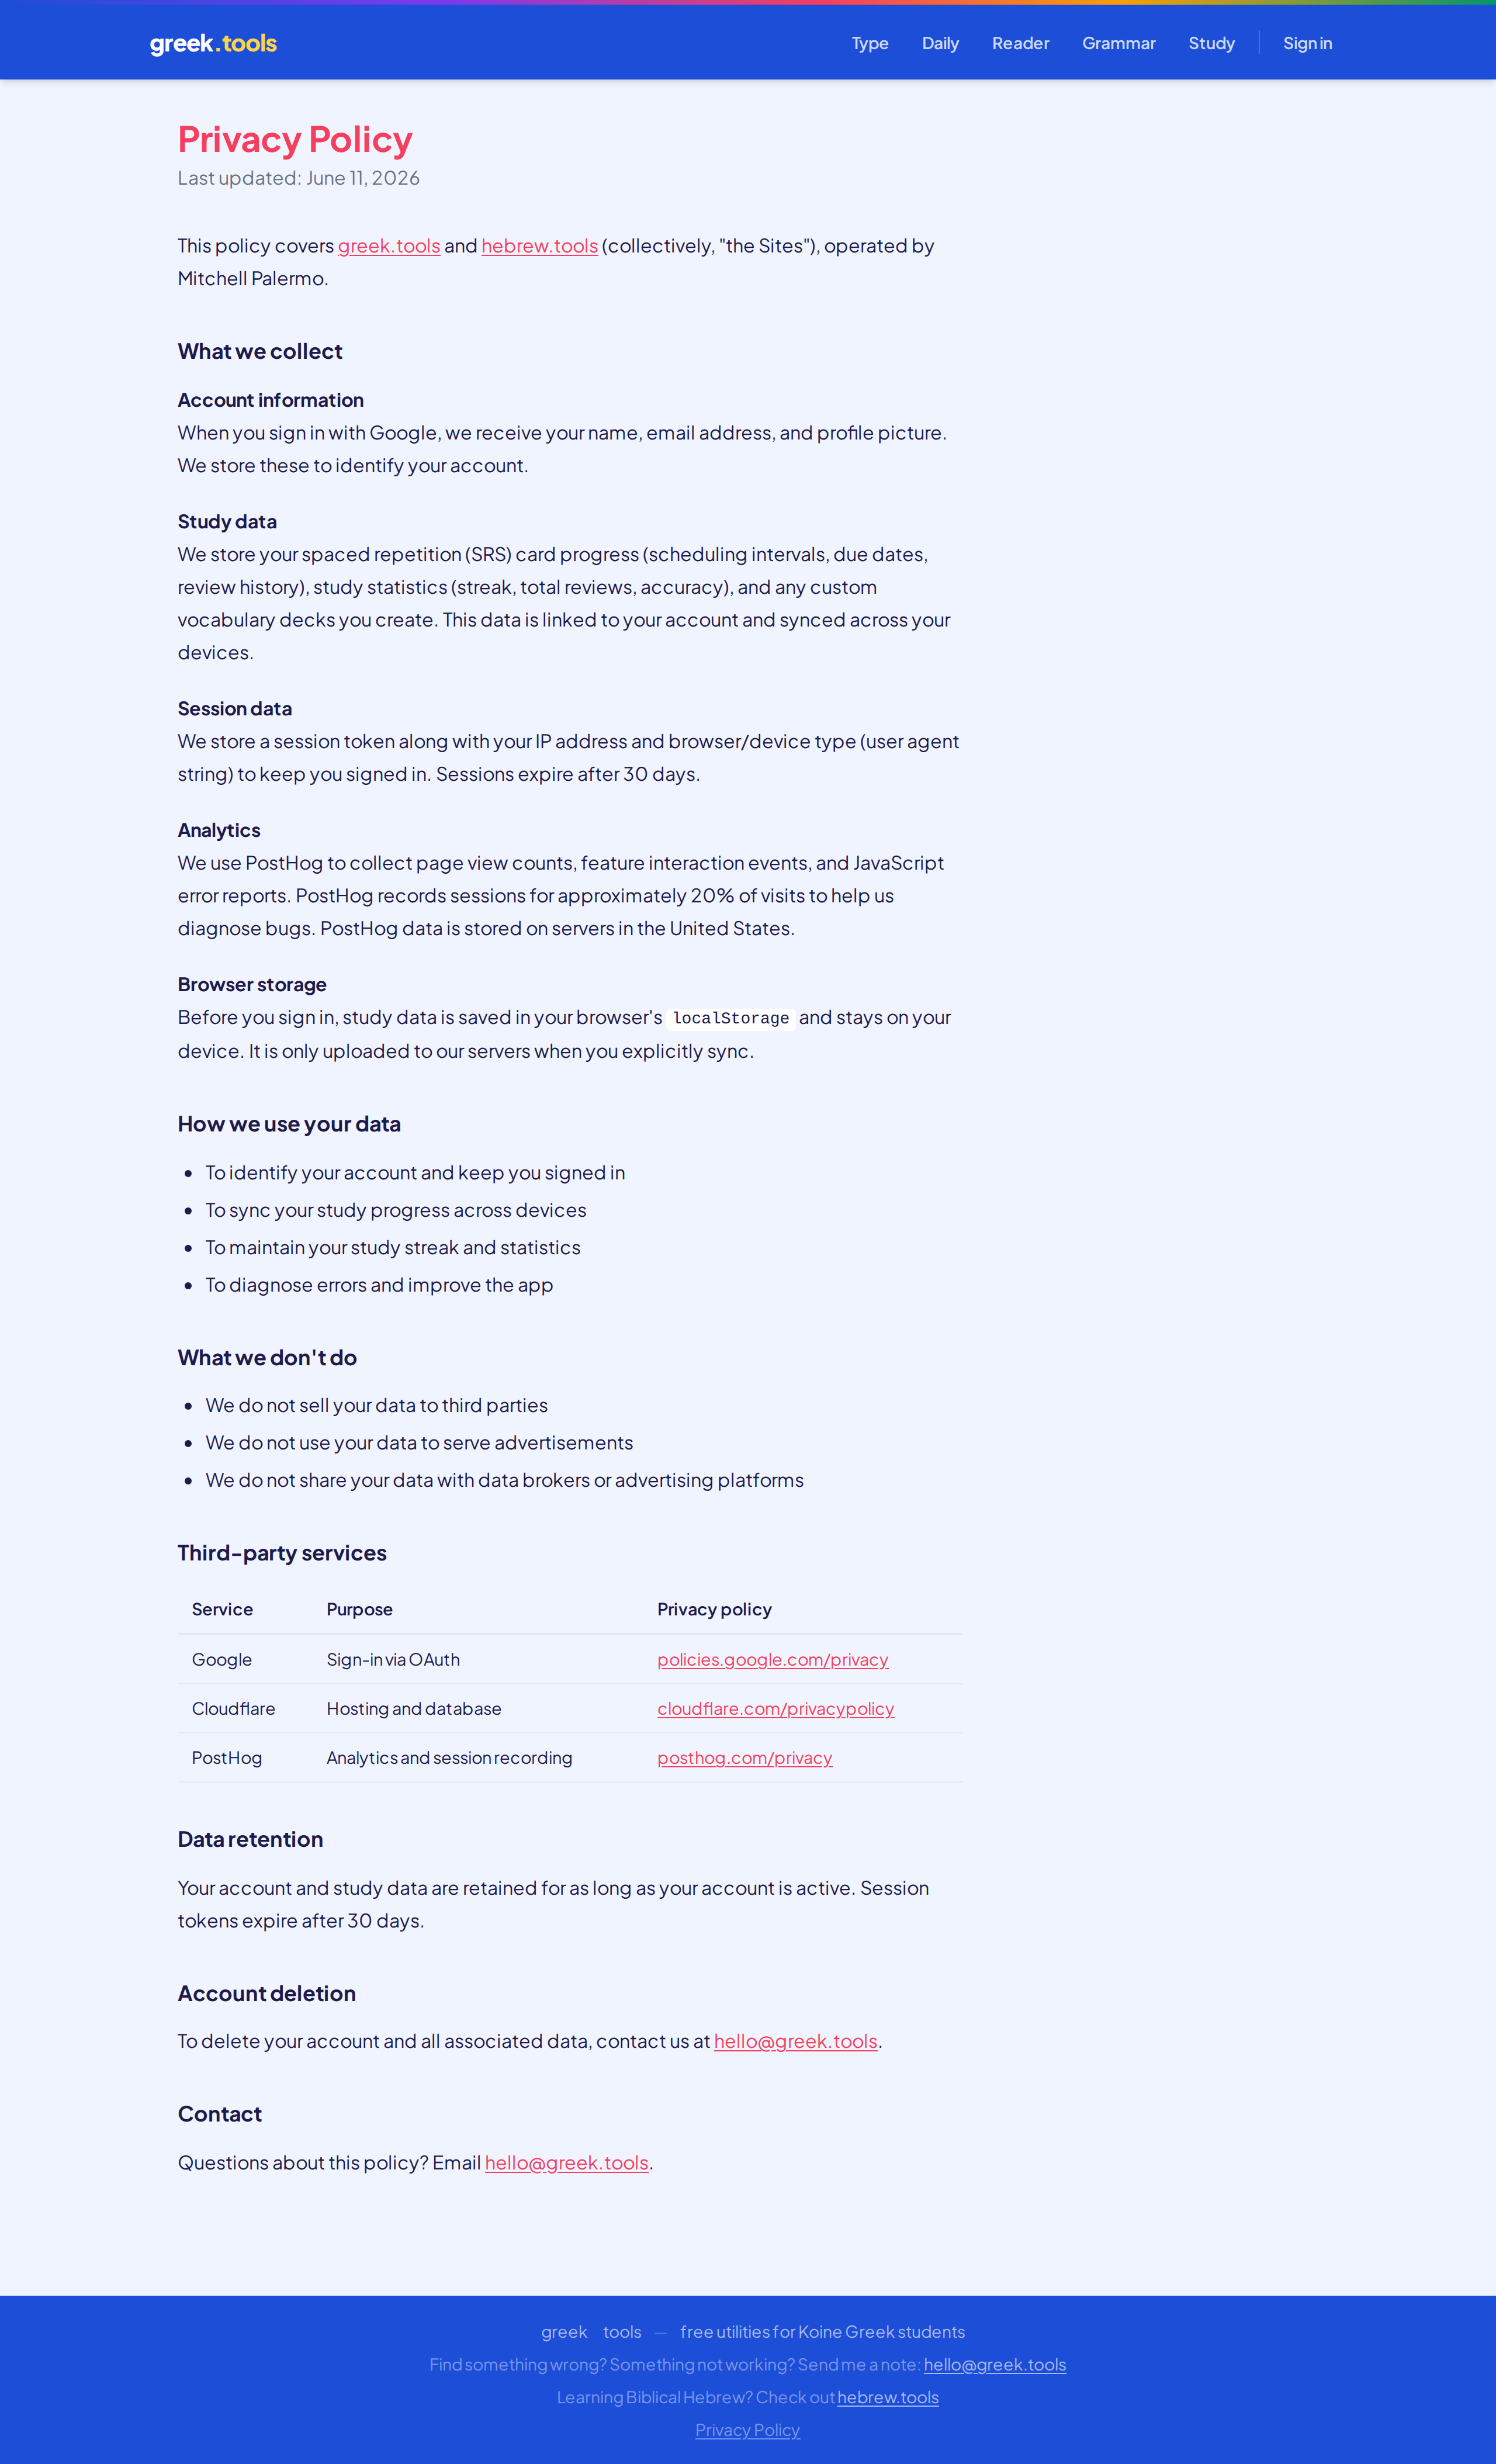 greek.tools
Type Daily Reader Grammar Study Sign in
Privacy Policy
Last updated: June 11, 2026
This policy covers greek.tools and hebrew.tools (collectively, "the Sites"), operated by
Mitchell Palermo.
What we collect
Account information
When you sign in with Google, we receive your name, email address, and profile picture.
We store these to identify your account.
Study data
We store your spaced repetition (SRS) card progress (scheduling intervals, due dates,
review history), study statistics (streak, total reviews, accuracy), and any custom
vocabulary decks you create. This data is linked to your account and synced across your
devices.
Session data
We store a session token along with your IP address and browser/device type (user agent
string) to keep you signed in. Sessions expire after 30 days.
Analytics
We use PostHog to collect page view counts, feature interaction events, and JavaScript
error reports. PostHog records sessions for approximately 20% of visits to help us
diagnose bugs. PostHog data is stored on servers in the United States.
Browser storage
Before you sign in, study data is saved in your browser's localStorage and stays on your
device. It is only uploaded to our servers when you explicitly sync.
How we use your data
• To identify your account and keep you signed in
• To sync your study progress across devices
• To maintain your study streak and statistics
• To diagnose errors and improve the app
What we don't do
• We do not sell your data to third parties
• We do not use your data to serve advertisements
• We do not share your data with data brokers or advertising platforms
Third-party services
Service Purpose Privacy policy
Google Sign-in via OAuth policies.google.com/privacy
Cloudflare Hosting and database cloudflare.com/privacypolicy
PostHog Analytics and session recording posthog.com/privacy
Data retention
Your account and study data are retained for as long as your account is active. Session
tokens expire after 30 days.
Account deletion
To delete your account and all associated data, contact us at hello@greek.tools.
Contact
Questions about this policy? Email hello@greek.tools.
greek tools — free utilities for Koine Greek students
Find something wrong? Something not working? Send me a note: hello@greek.tools
Learning Biblical Hebrew? Check out hebrew.tools
Privacy Policy